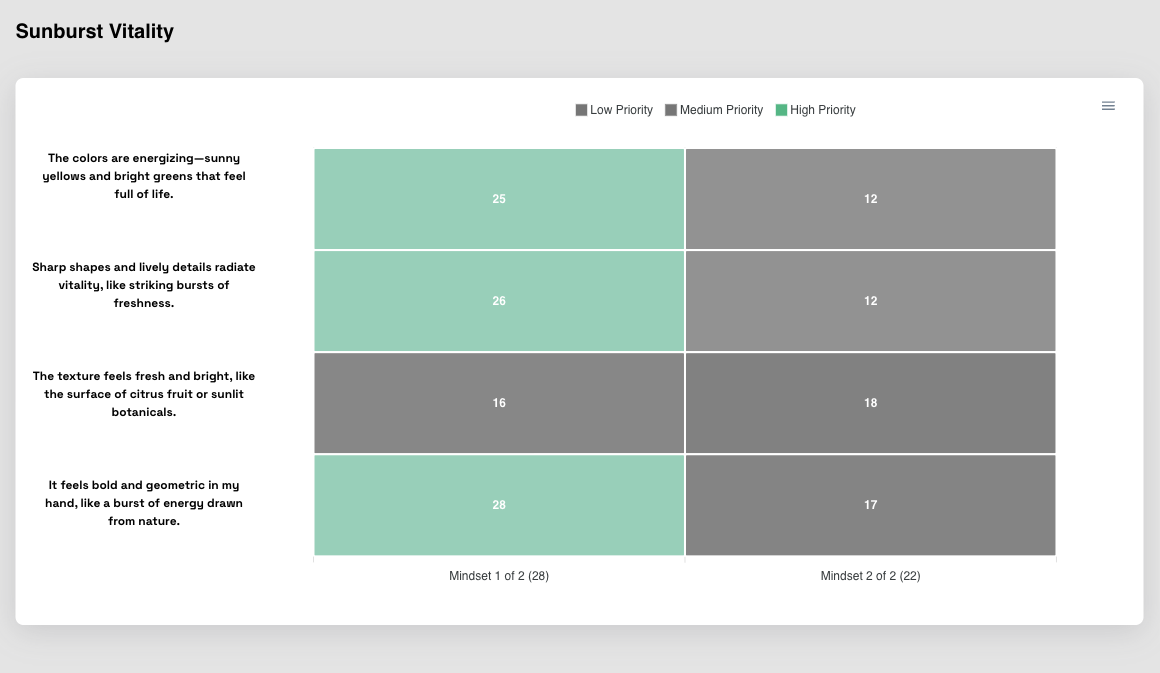 Sunburst Vitality
Low Priority Medium Priority High Priority
The colors are energizing—sunny
yellows and bright greens that feel
full of life.
25 12
Sharp shapes and lively details radiate
vitality, like striking bursts of
freshness.
26 12
The texture feels fresh and bright, like
the surface of citrus fruit or sunlit
botanicals.
16 18
It feels bold and geometric in my
hand, like a burst of energy drawn
from nature.
28 17
Mindset 1 of 2 (28) Mindset 2 of 2 (22)